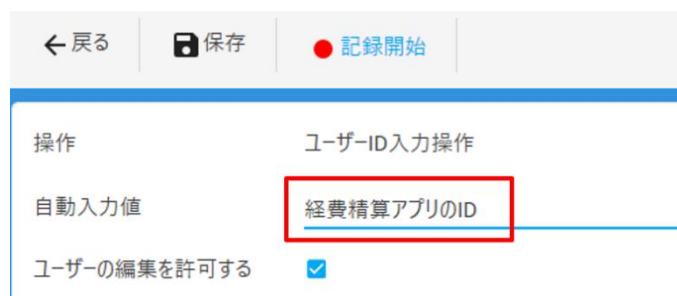 戻る 保存 記録開始
操作 ユーザーID入力操作
自動入力値 経費精算アプリのID
ユーザーの編集を許可する